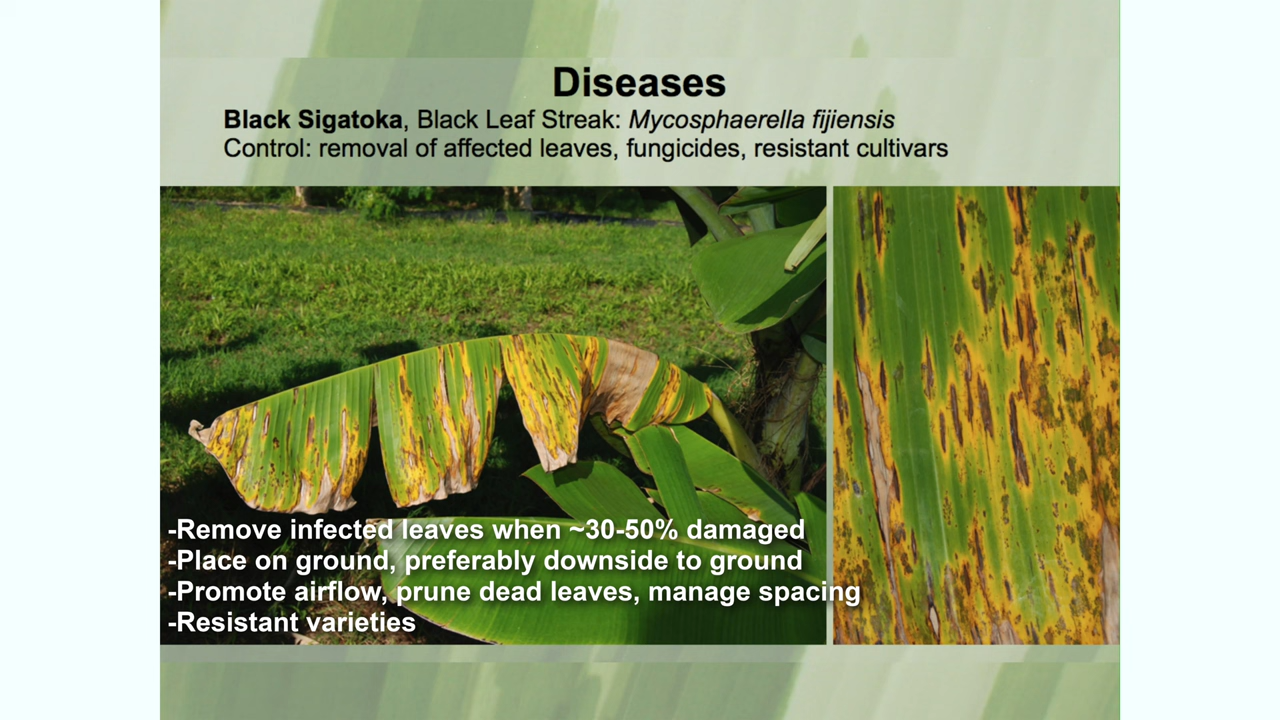 Diseases
Black Sigatoka, Black Leaf Streak: Mycosphaerella fijiensis
Control: removal of affected leaves, fungicides, resistant cultivars
-Remove infected leaves when ~30-50% damaged
-Place on ground, preferably downside to ground
-Promote airflow, prune dead leaves, manage spacing
-Resistant varieties